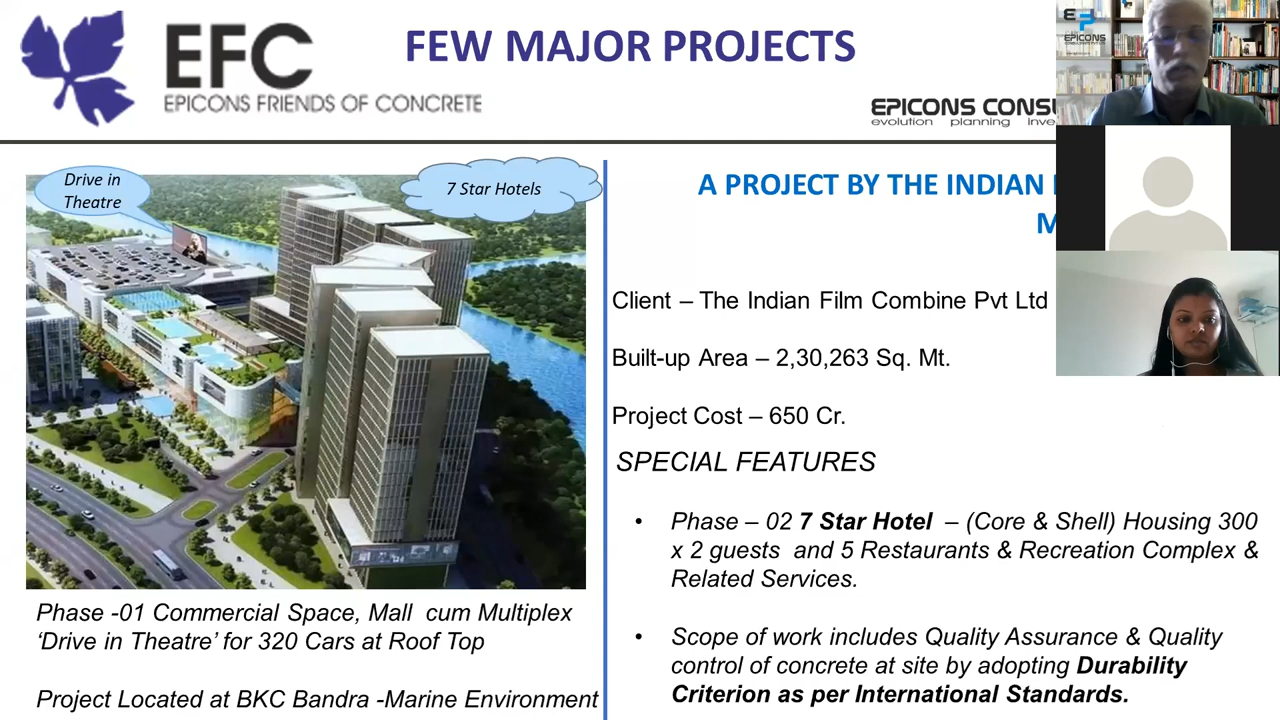 EFC
EPICONS FRIENDS OF CONCRETE
FEW MAJOR PROJECTS
EPICONS
EPICONS CONSU
evolution planning inve
Drive in
Theatre
7 Star Hotels
Phase -01 Commercial Space, Mall cum Multiplex
‘Drive in Theatre’ for 320 Cars at Roof Top
Project Located at BKC Bandra -Marine Environment
A PROJECT BY THE INDIAN
M
Client – The Indian Film Combine Pvt Ltd
Built-up Area – 2,30,263 Sq. Mt.
Project Cost – 650 Cr.
SPECIAL FEATURES
• Phase – 02 7 Star Hotel – (Core & Shell) Housing 300
x 2 guests and 5 Restaurants & Recreation Complex &
Related Services.
• Scope of work includes Quality Assurance & Quality
control of concrete at site by adopting Durability
Criterion as per International Standards.